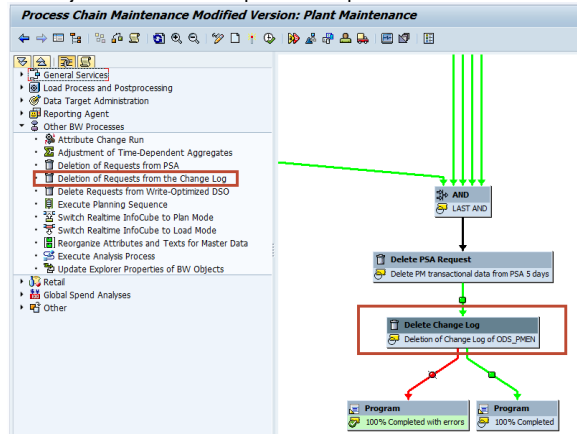 Process Chain Maintenance Modified Version: Plant Maintenance
General Services
Load Process and Postprocessing
Data Target Administration
Reporting Agent
Other BW Processes
Attribute Change Run
Adjustment of Time-Dependent Aggregates
Deletion of Requests from PSA
Deletion of Requests from the Change Log
Delete Requests from Write-Optimized DSO
Execute Planning Sequence
Switch Realtime InfoCube to Plan Mode
Switch Realtime InfoCube to Load Mode
Reorganize Attributes and Texts for Master Data
Execute Analysis Process
Update Explorer Properties of BW Objects
Retail
Global Spend Analyses
Other
AND
LAST AND
Delete PSA Request
Delete PM transactional data from PSA 5 days
Delete Change Log
Deletion of Change Log of ODS_PMEN
Program
100% Completed with errors
Program
100% Completed